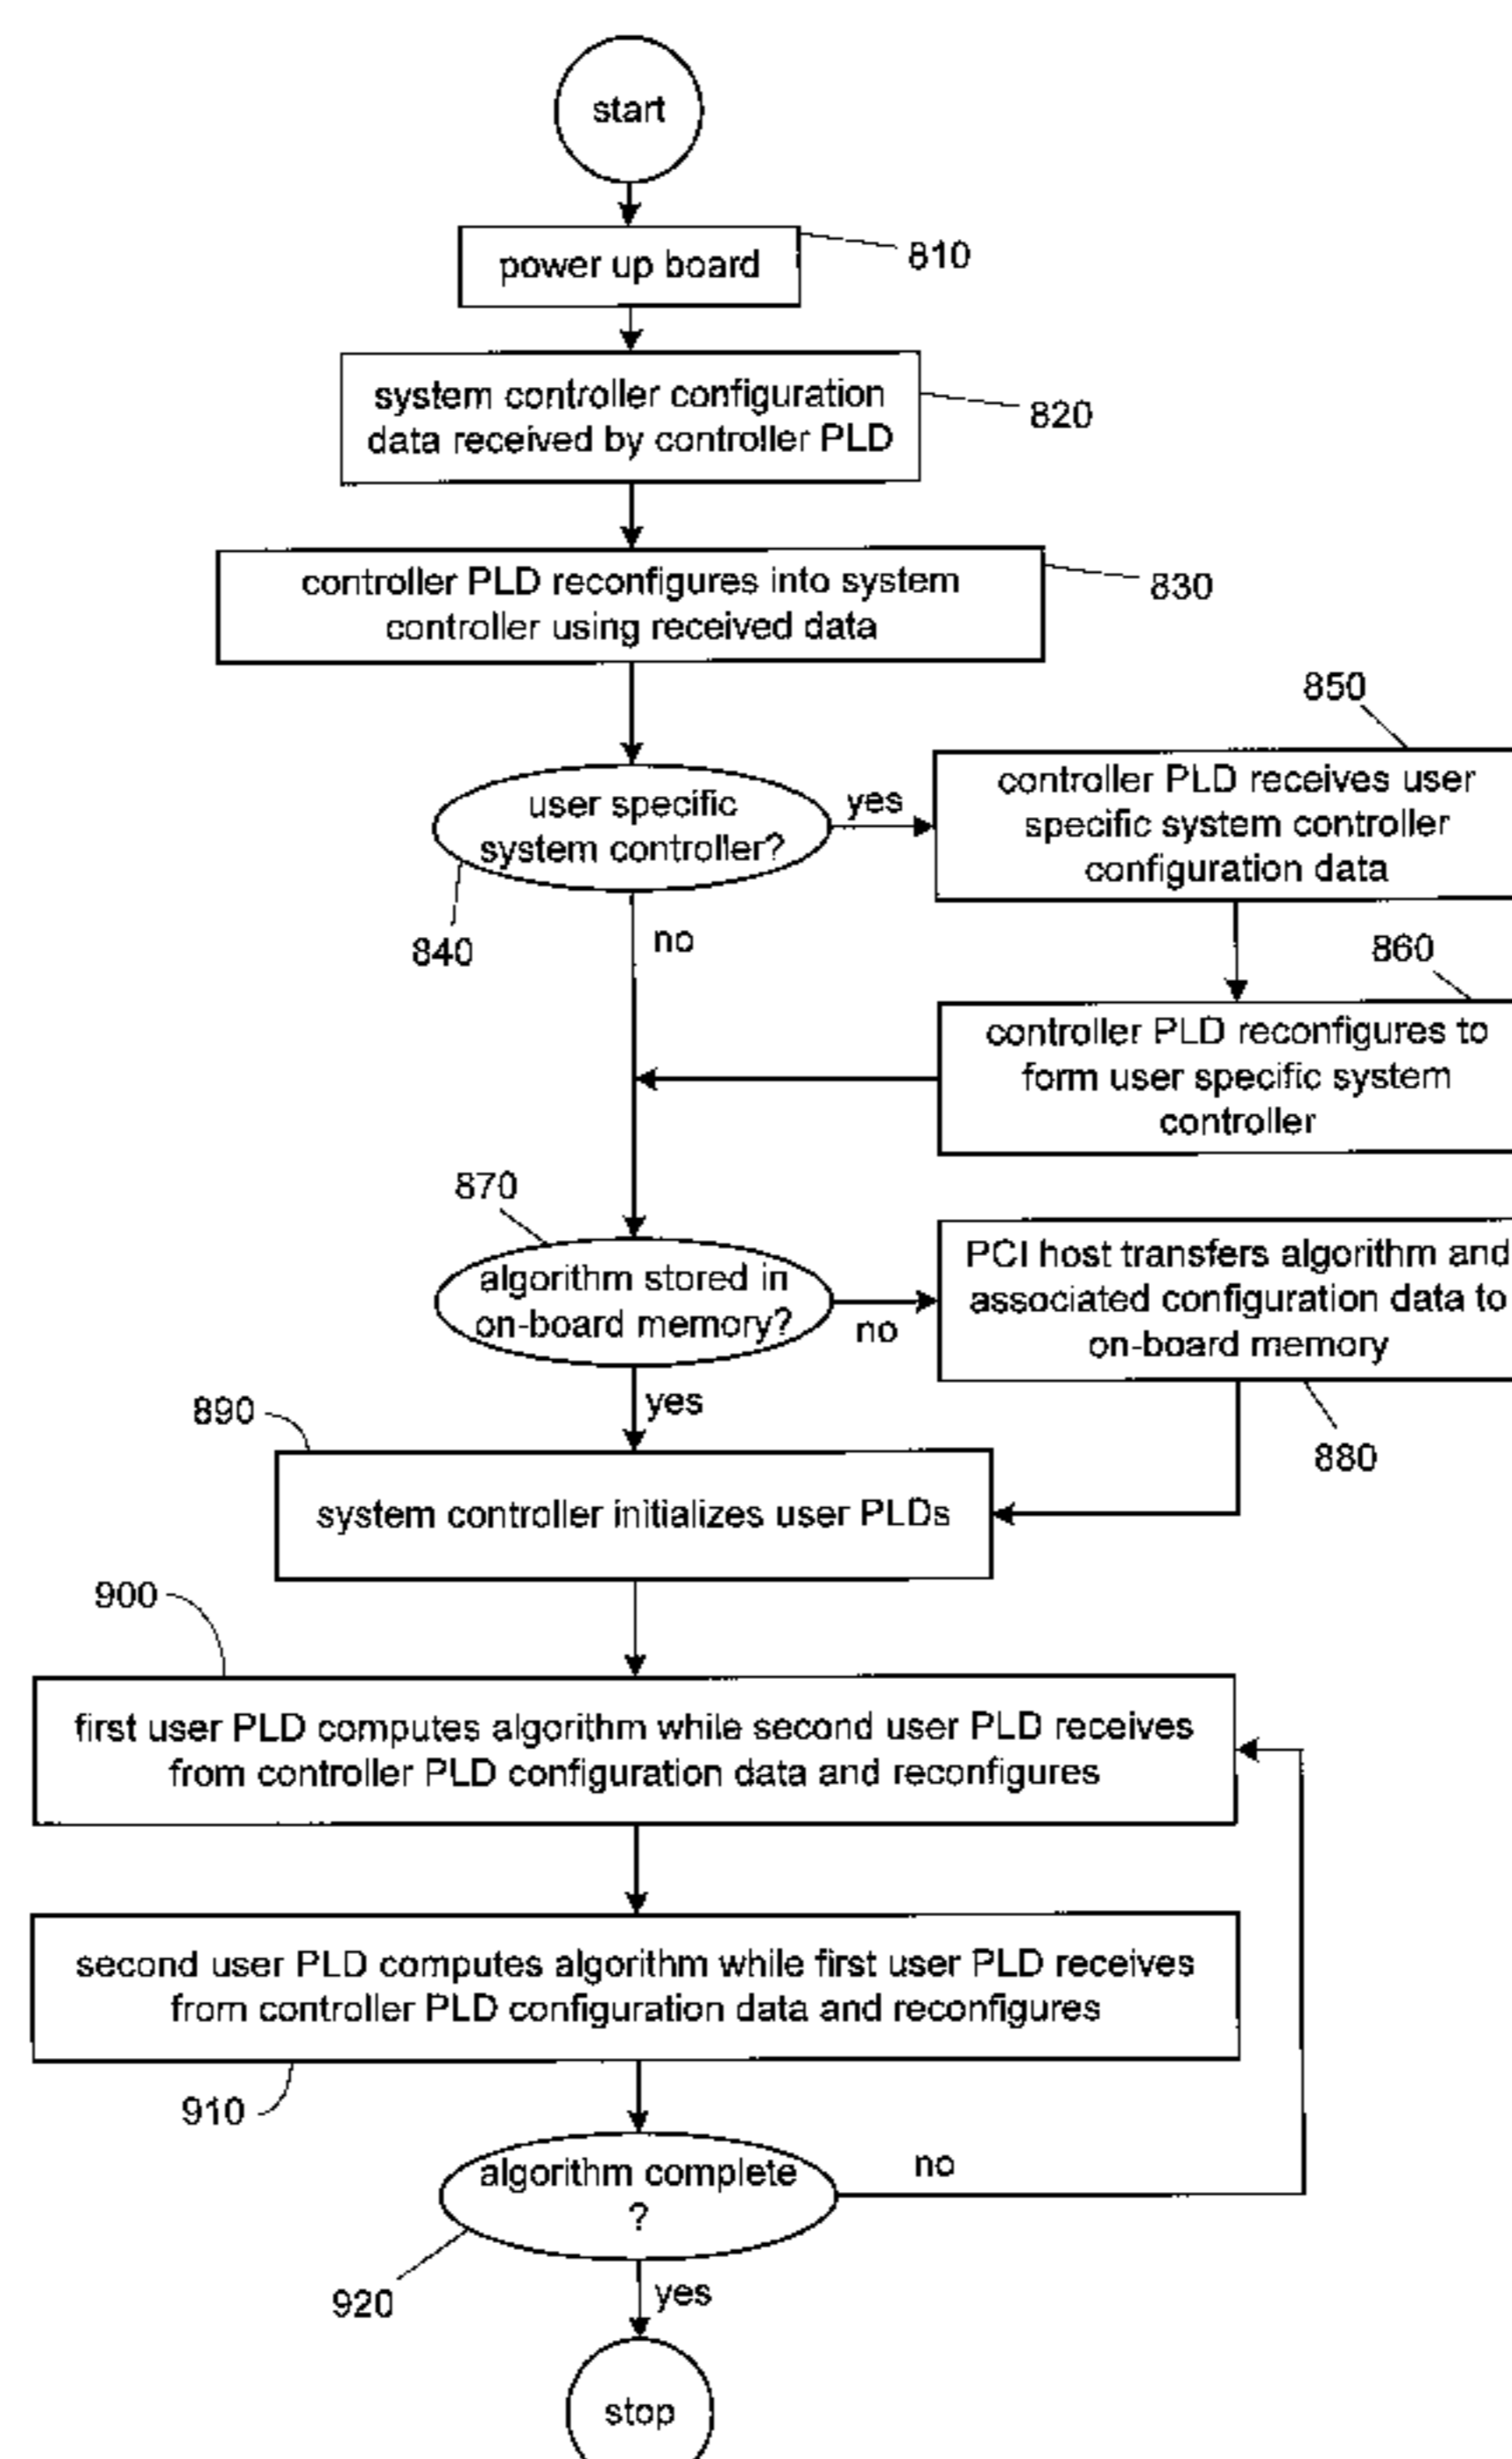 start
power up board
810
system controller configuration
data received by controller PLD
820
controller PLD reconfigures into system
controller using received data
830
850
user specific
system controller?
yes
controller PLD receives user
specific system controller
configuration data
840
no
860
controller PLD reconfigures to
form user specific system
controller
870
algorithm stored in
on-board memory?
no
PCI host transfers algorithm and
associated configuration data to
on-board memory
yes
890
880
system controller initializes user PLDs
900
first user PLD computes algorithm while second user PLD receives
from controller PLD configuration data and reconfigures
second user PLD computes algorithm while first user PLD receives
from controller PLD configuration data and reconfigures
910
algorithm complete
?
no
920
yes
stop